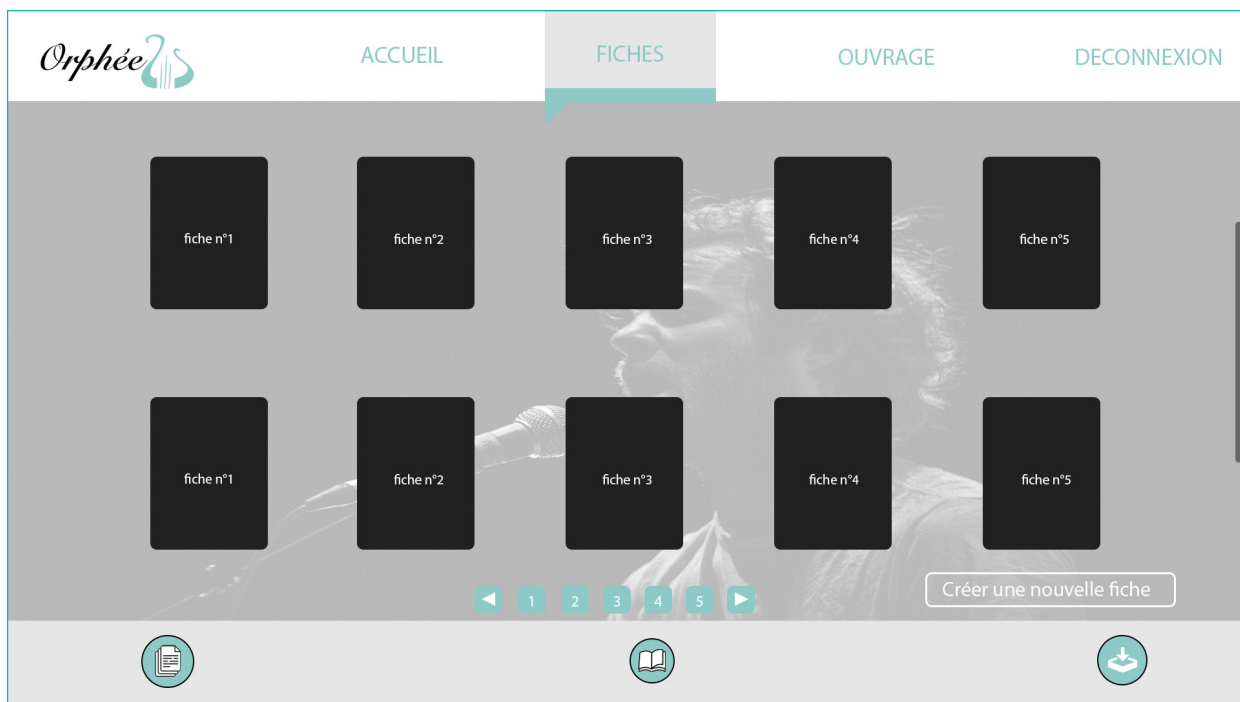 Orphée
ACCUEIL
FICHES
OUVRAGE
DECONNEXION
fiche n°1
fiche n°2
fiche n°3
fiche n°4
fiche n°5
fiche n°1
fiche n°2
fiche n°3
fiche n°4
fiche n°5
1
2
3
4
5
Créer une nouvelle fiche